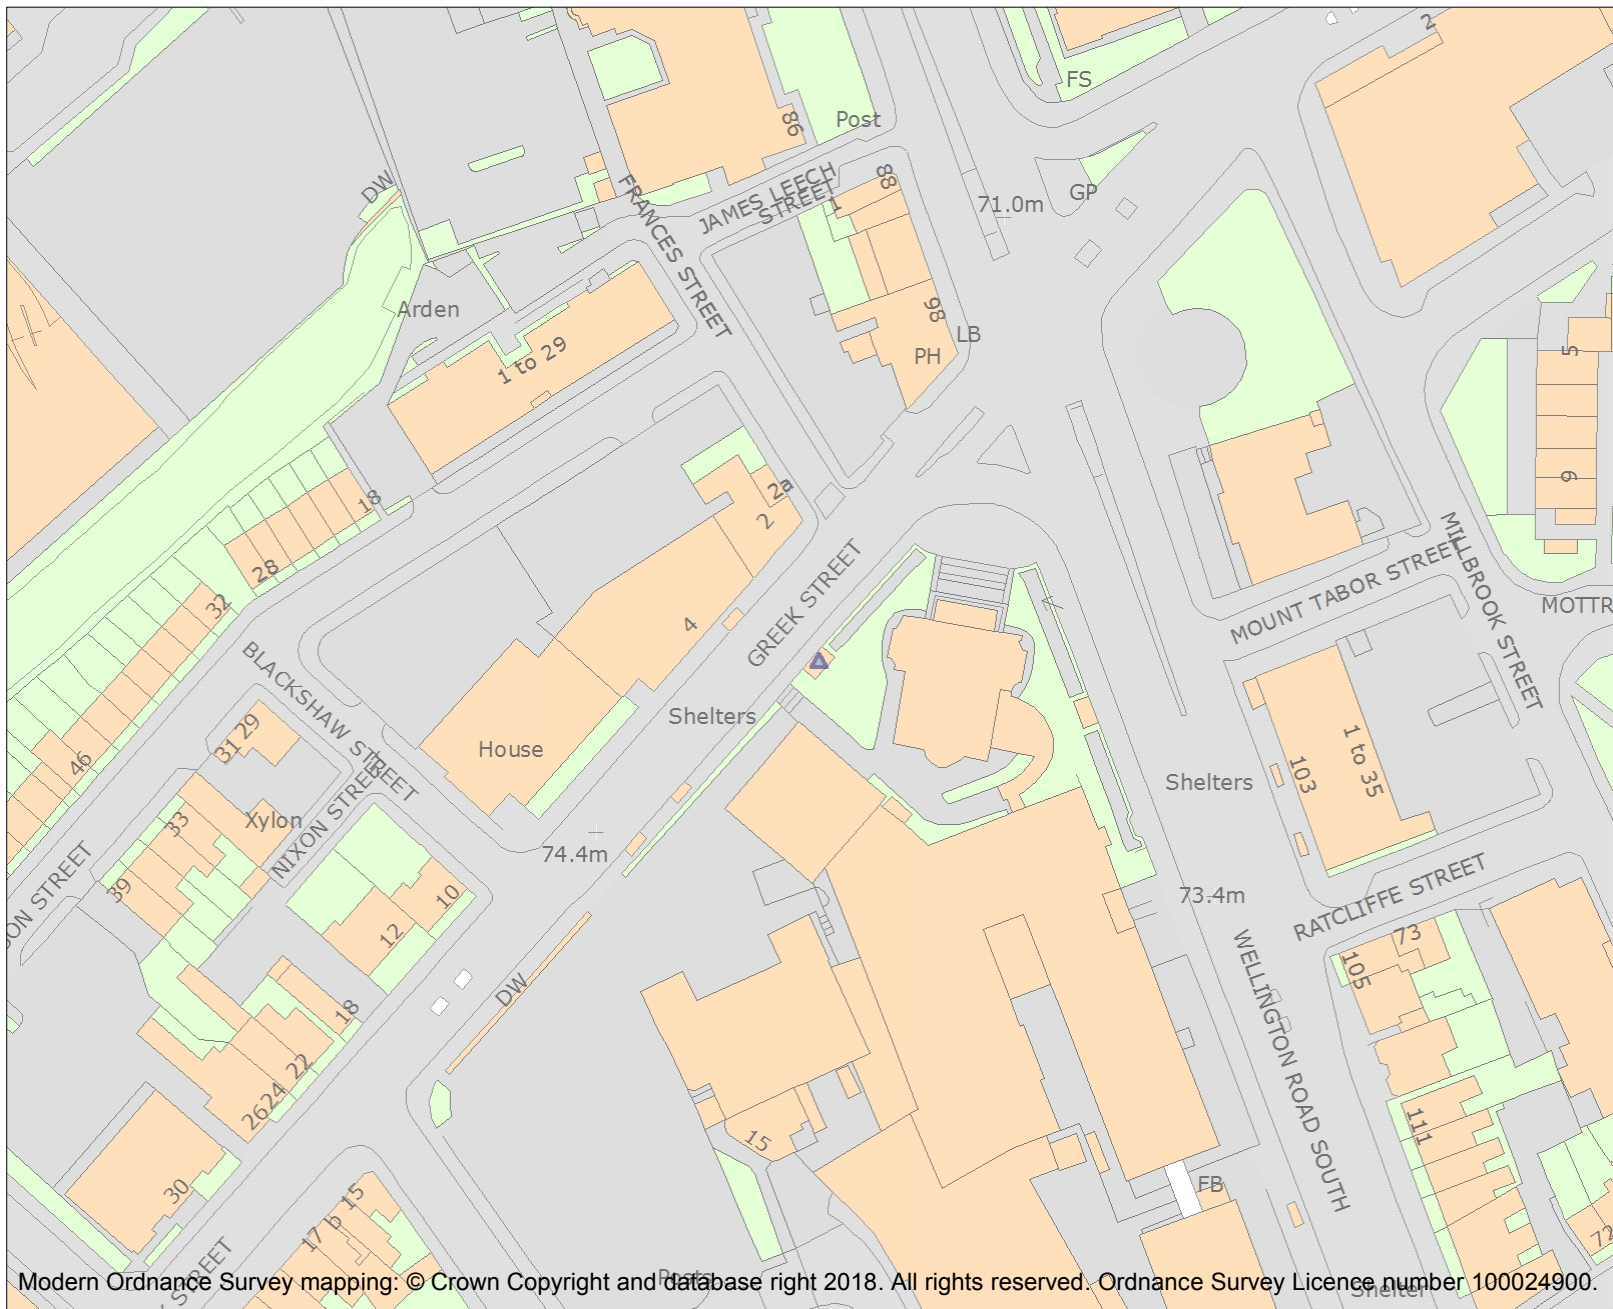 2
FS
86
Post
DW
FRANCES STREET
JAMES LEECH
STREET
88
1
GP
71.0m
Arden
1 to 29
98
LB
PH
5
9
18
2a
2
28
32
4
GREEK STREET
MILLBROOK STREET
MOUNT TABOR STREET
MOTTR
BLACKSHAW STREET
Shelters
House
31 29
46
NIXON STREET
Xylon
33
39
ON STREET
Shelters
103
1 to 35
74.4m
10
12
73.4m
RATCLIFFE STREET
73
105
WELLINGTON ROAD SOUTH
DW
18
22
2624
15
111
30
FB
17 b 15
STREET
72
Posts
Shelter
Modern Ordnance Survey mapping: © Crown Copyright and database right 2018. All rights reserved. Ordnance Survey Licence number 100024900.